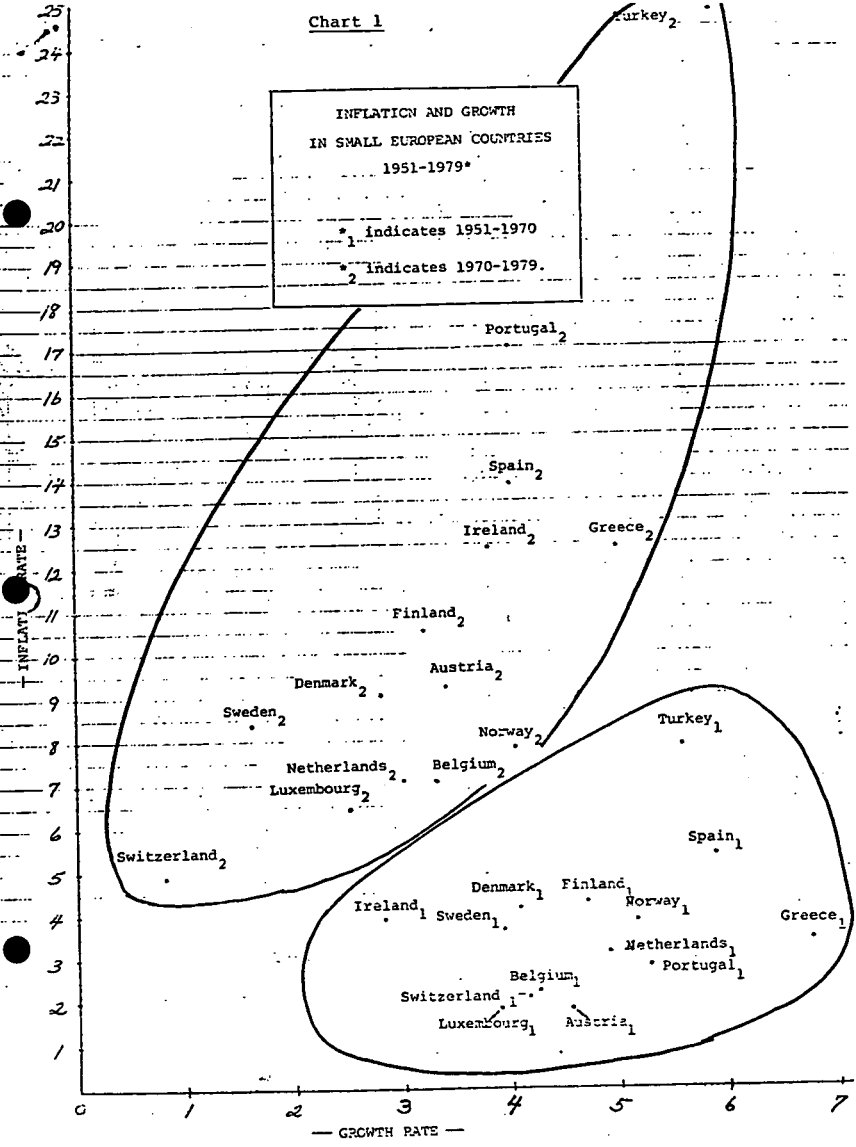 Chart 1
25
24
23
22
21
20
19
18
17
16
15
14
13
12
11
10
9
8
7
6
5
4
3
2
1
INFLATION AND GROWTH
IN SMALL EUROPEAN COUNTRIES
1951-1979*
*1 indicates 1951-1970
*2 indicates 1970-1979.
Turkey2
Portugal2
Spain2
Ireland2
Greece2
Finland2
Austria2
Denmark2
Sweden2
Norway2
Netherlands2
Belgium2
Luxembourg2
Switzerland2
Turkey1
Spain1
Denmark1
Finland1
Ireland1
Sweden1
Norway1
Greece1
Netherlands1
Portugal1
Belgium1
Switzerland1
Luxembourg1
Austria1
— INFLATI RATE —
0 1 2 3 4 5 6 7
— GROWTH RATE —